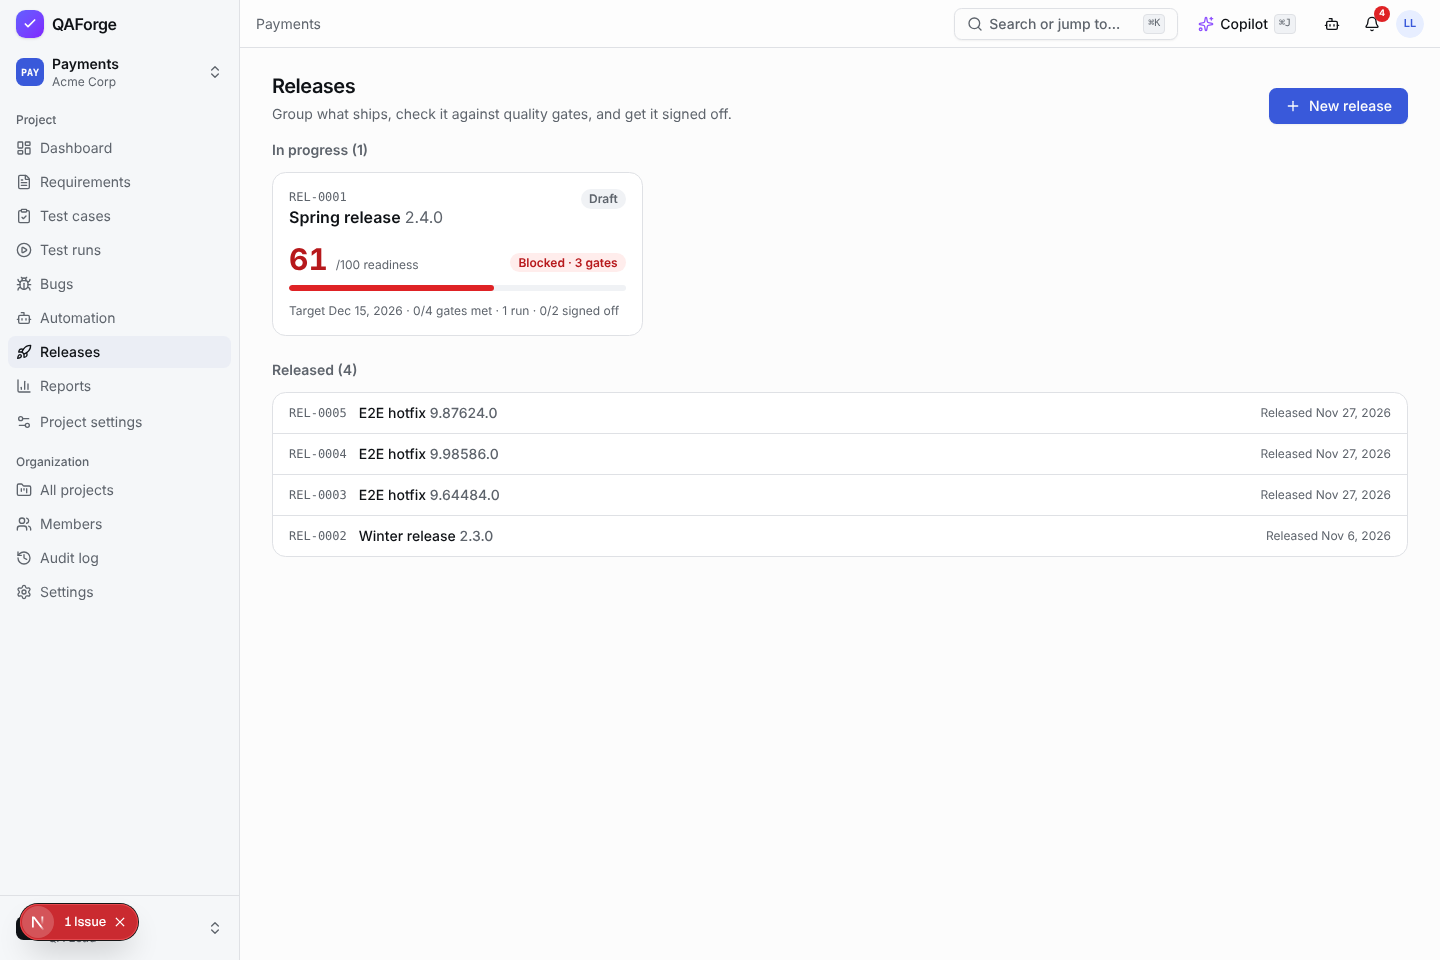 QAForge
PAY
Payments
Acme Corp
Project
Dashboard
Requirements
Test cases
Test runs
Bugs
Automation
Releases
Reports
Project settings
Organization
All projects
Members
Audit log
Settings
1 Issue
Payments
Search or jump to...
⌘K
Copilot
⌘J
4
LL
Releases
Group what ships, check it against quality gates, and get it signed off.
New release
In progress (1)
REL-0001
Draft
Spring release 2.4.0
61 /100 readiness
Blocked · 3 gates
Target Dec 15, 2026 · 0/4 gates met · 1 run · 0/2 signed off
Released (4)
REL-0005 E2E hotfix 9.87624.0 Released Nov 27, 2026
REL-0004 E2E hotfix 9.98586.0 Released Nov 27, 2026
REL-0003 E2E hotfix 9.64484.0 Released Nov 27, 2026
REL-0002 Winter release 2.3.0 Released Nov 6, 2026